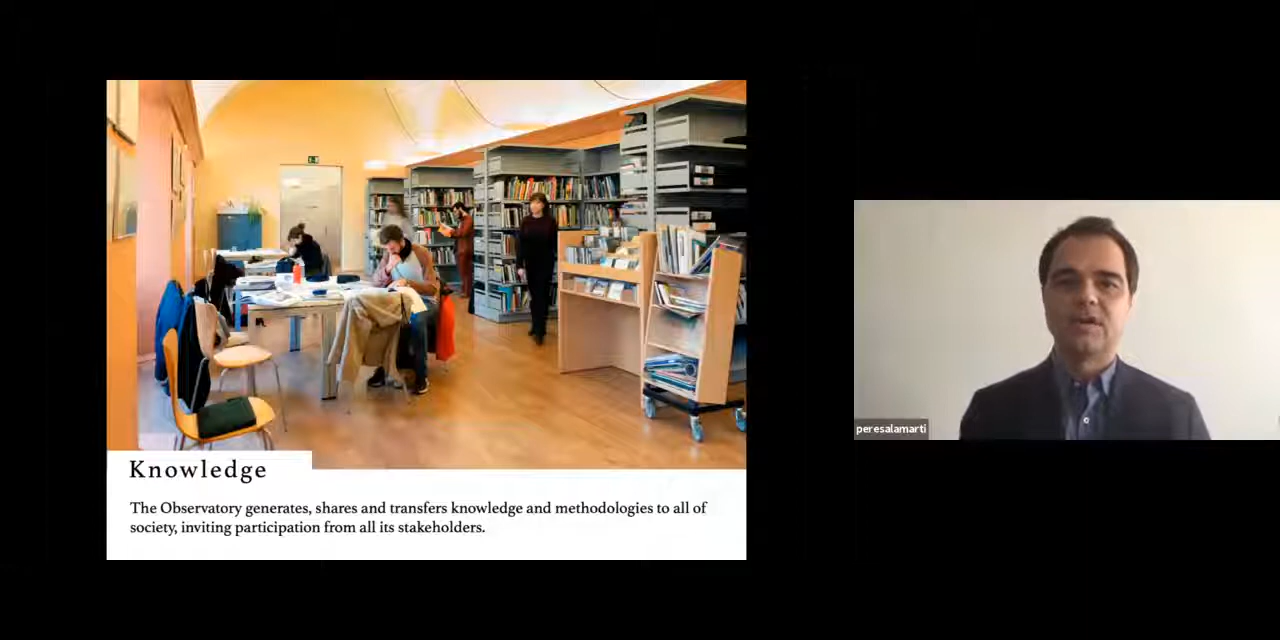 Knowledge
The Observatory generates, shares and transfers knowledge and methodologies to all of
society, inviting participation from all its stakeholders.
peresalamarti